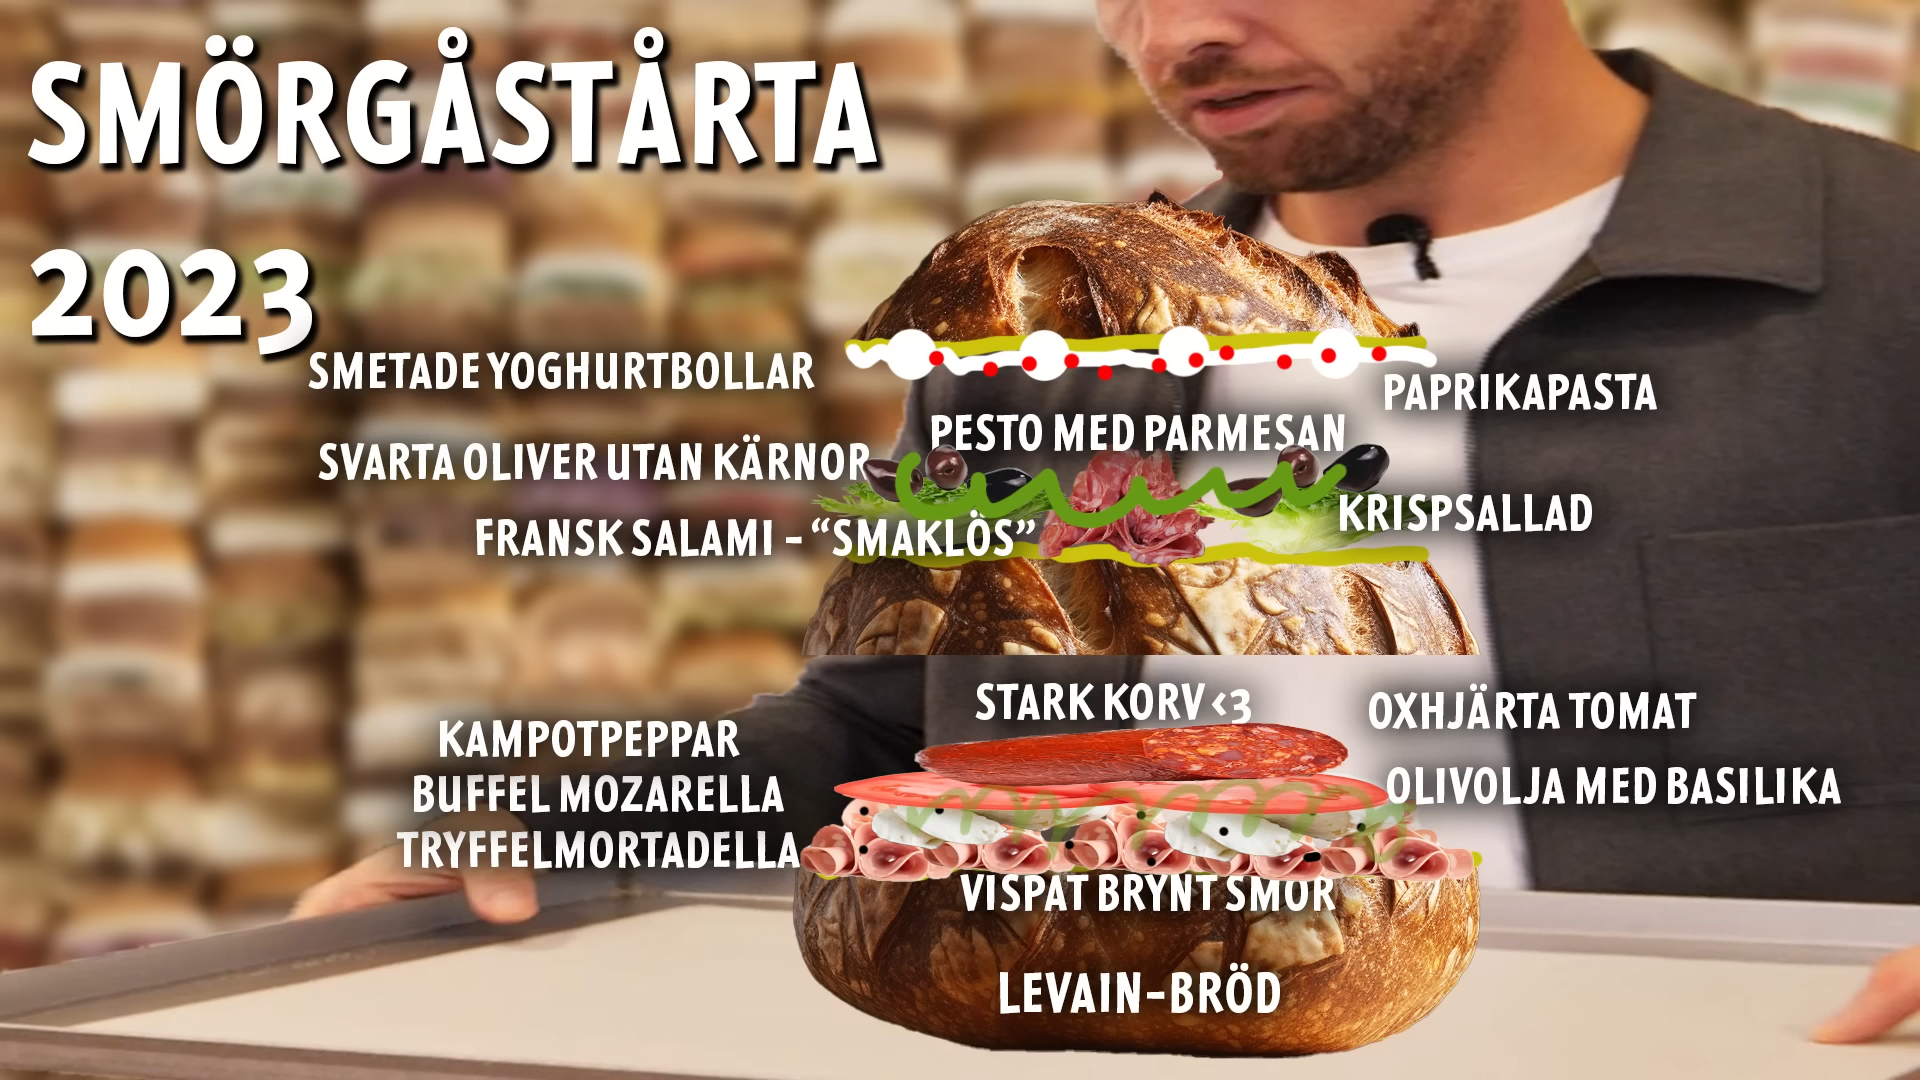 SMÖRGÅSTÅRTA
2023
SMETADE YOGHURTBOLLAR
PAPRIKAPASTA
PESTO MED PARMESAN
SVARTA OLIVER UTAN KÄRNOR
KRISPSALLAD
FRANSK SALAMI - “SMAKLÖS”
STARK KORV <3
OXHJÄRTA TOMAT
KAMPOTPEPPAR
OLIVOLJA MED BASILIKA
BUFFEL MOZARELLA
TRYFFELMORTADELLA
VISPAT BRYNT SMÖR
LEVAIN-BRÖD